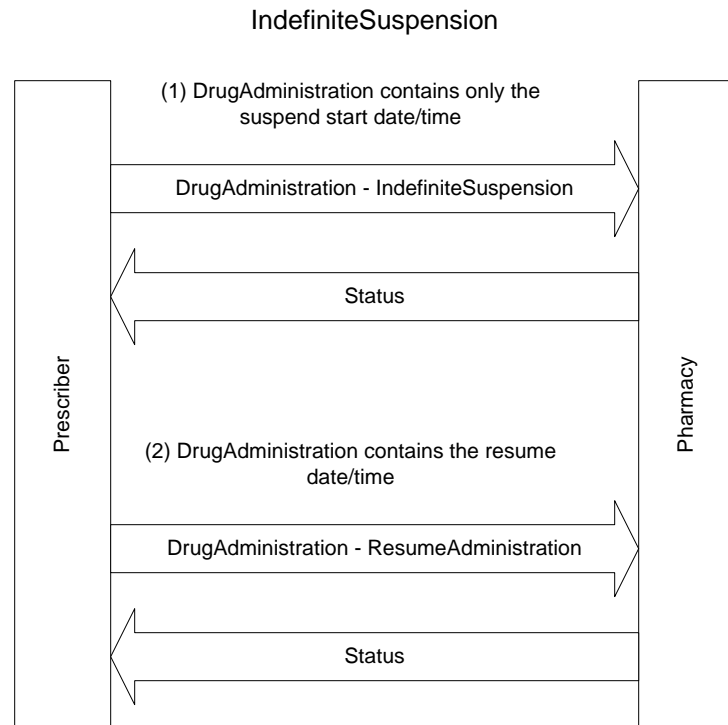 IndefiniteSuspension
(1) DrugAdministration contains only the
suspend start date/time
DrugAdministration - IndefiniteSuspension
Status
Prescriber
Pharmacy
(2) DrugAdministration contains the resume
date/time
DrugAdministration - ResumeAdministration
Status